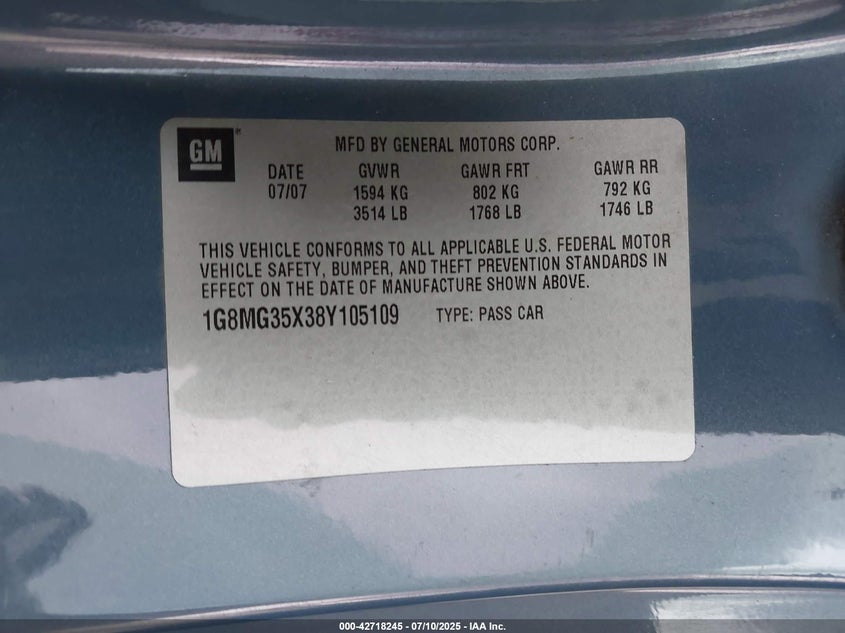 GM
MFD BY GENERAL MOTORS CORP.
DATE GVWR GAWR FRT GAWR RR
07/07 1594 KG 802 KG 792 KG
3514 LB 1768 LB 1746 LB
THIS VEHICLE CONFORMS TO ALL APPLICABLE U.S. FEDERAL MOTOR
VEHICLE SAFETY, BUMPER, AND THEFT PREVENTION STANDARDS IN
EFFECT ON THE DATE OF MANUFACTURE SHOWN ABOVE.
1G8MG35X38Y105109 TYPE: PASS CAR
000-42718245 - 07/10/2025 - IAA Inc.